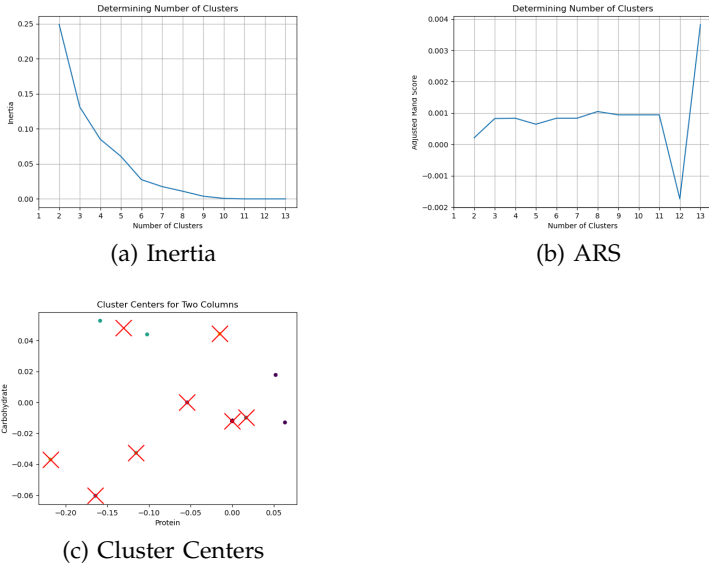 Determining Number of Clusters
Inertia
0.25
0.20
0.15
0.10
0.05
0.00
1 2 3 4 5 6 7 8 9 10 11 12 13
Number of Clusters
(a) Inertia
Determining Number of Clusters
Adjusted Rand Score
0.004
0.003
0.002
0.001
0.000
−0.001
−0.002
1 2 3 4 5 6 7 8 9 10 11 12 13
Number of Clusters
(b) ARS
Cluster Centers for Two Columns
Carbohydrate
0.04
0.02
0.00
−0.02
−0.04
−0.06
−0.20 −0.15 −0.10 −0.05 0.00 0.05
Protein
(c) Cluster Centers